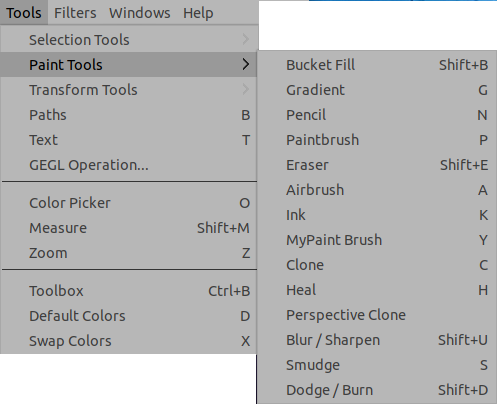 Tools Filters Windows Help
Selection Tools
Paint Tools
Transform Tools
Paths B
Text T
GEGL Operation...
Color Picker O
Measure Shift+M
Zoom Z
Toolbox Ctrl+B
Default Colors D
Swap Colors X
Bucket Fill Shift+B
Gradient G
Pencil N
Paintbrush P
Eraser Shift+E
Airbrush A
Ink K
MyPaint Brush Y
Clone C
Heal H
Perspective Clone
Blur / Sharpen Shift+U
Smudge S
Dodge / Burn Shift+D